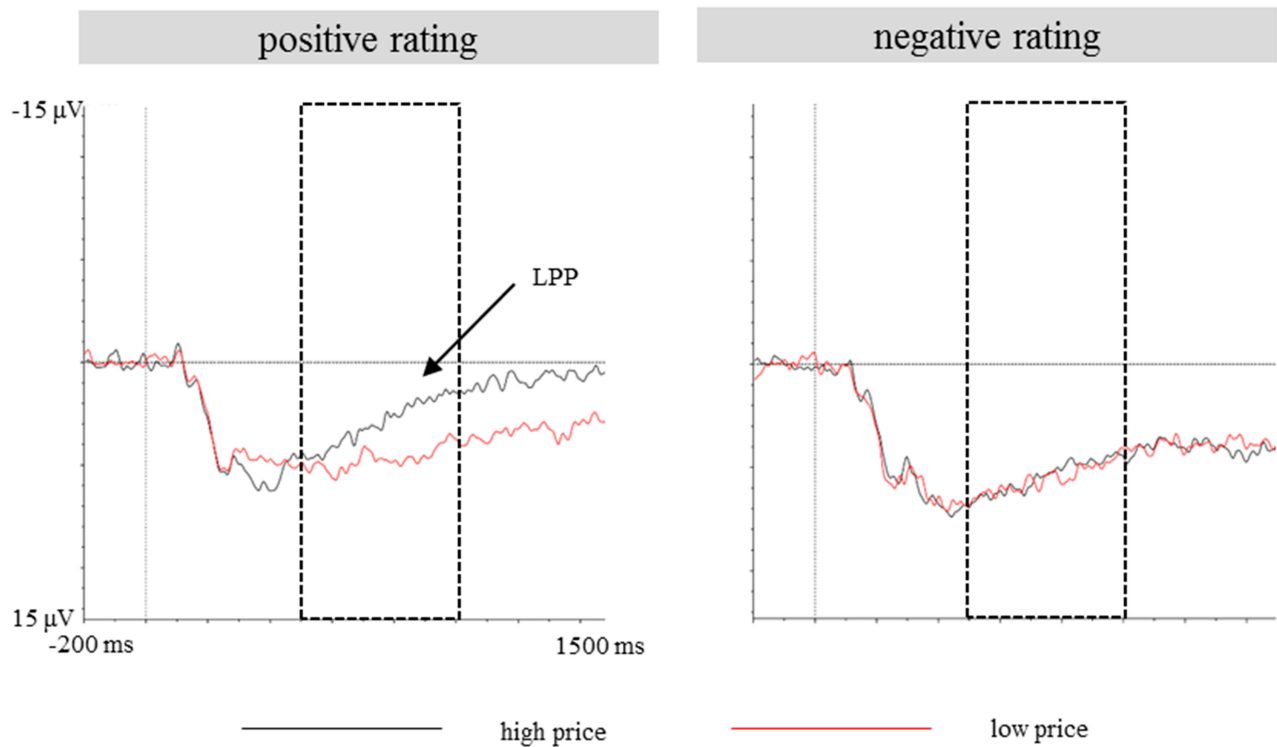 positive rating
negative rating
-15 μV
LPP
15 μV
-200 ms
1500 ms
high price
low price